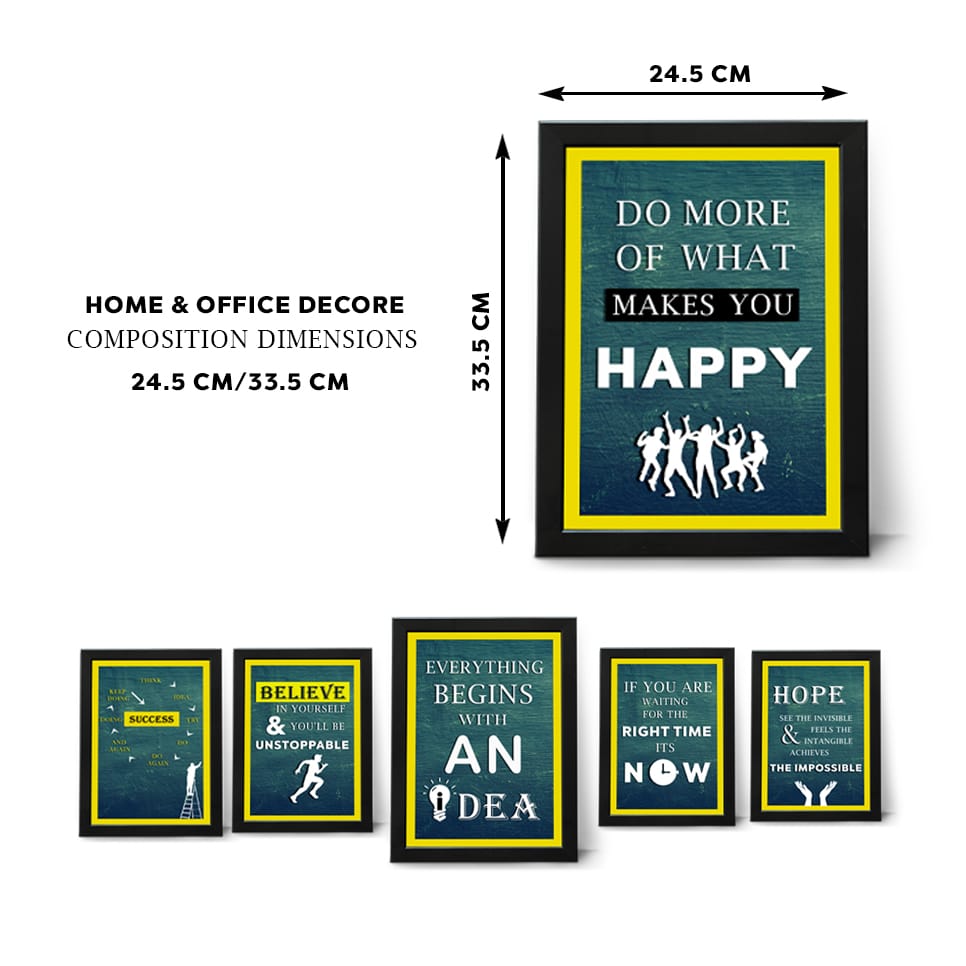 24.5 CM
33.5 CM
HOME & OFFICE DECORE
COMPOSITION DIMENSIONS
24.5 CM/33.5 CM
DO MORE
OF WHAT
MAKES YOU
HAPPY
THINK
IDEA
TRY
DO
DO
AGAIN
AND
AGAIN
DOING
KEEP
DOING
SUCCESS
BELIEVE
IN YOURSELF
& YOU'LL BE
UNSTOPPABLE
EVERYTHING
BEGINS
WITH
AN
IDEA
IF YOU ARE
WAITING
FOR THE
RIGHT TIME
ITS
NOW
HOPE
SEE THE INVISIBLE
& FEELS THE
INTANGIBLE
ACHIEVES
THE IMPOSSIBLE